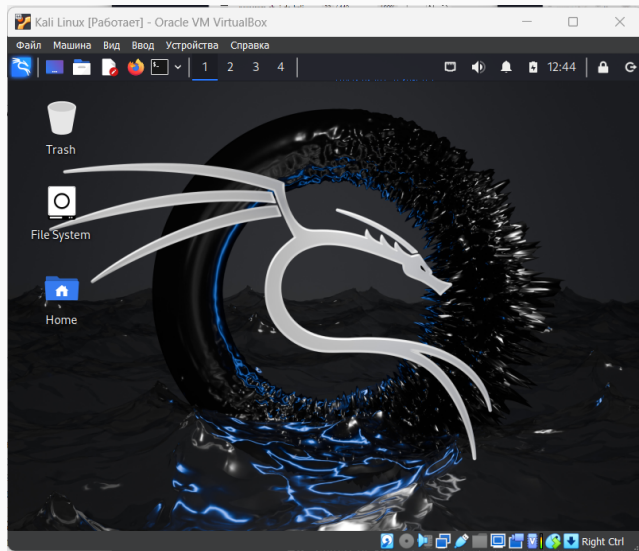 Kali Linux [Работает] - Oracle VM VirtualBox
Файл Машина Вид Ввод Устройства Справка
1 2 3 4 12:44
Trash
File System
Home
Right Ctrl